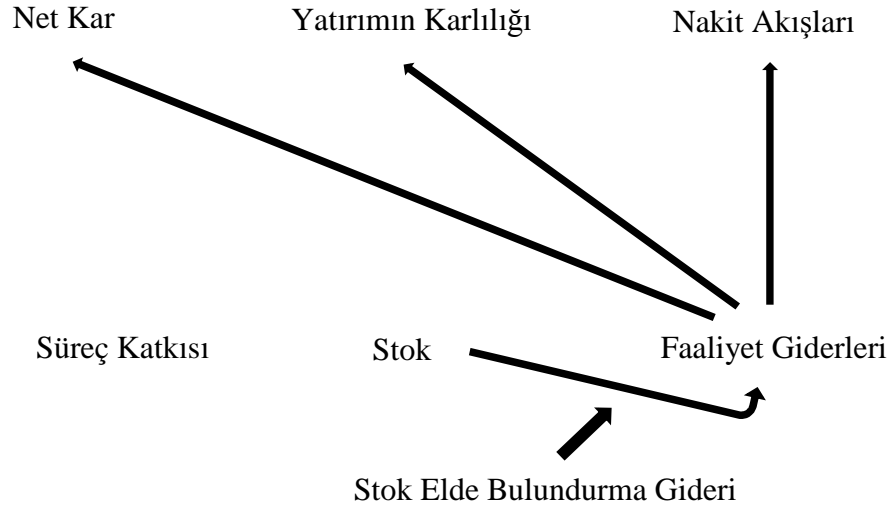 Net Kar
Yatırımın Karlılığı
Nakit Akışları
Süreç Katkısı
Stok
Faaliyet Giderleri
Stok Elde Bulundurma Gideri